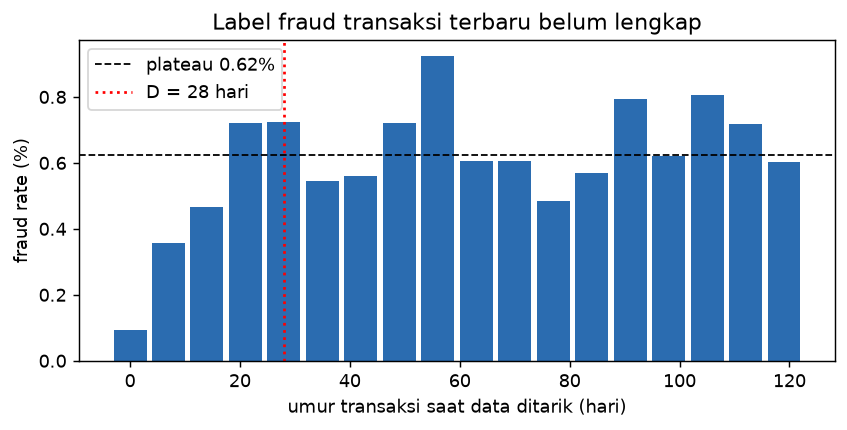 Label fraud transaksi terbaru belum lengkap
plateau 0.62%
D = 28 hari
fraud rate (%)
0.8
0.6
0.4
0.2
0.0
0 20 40 60 80 100 120
umur transaksi saat data ditarik (hari)